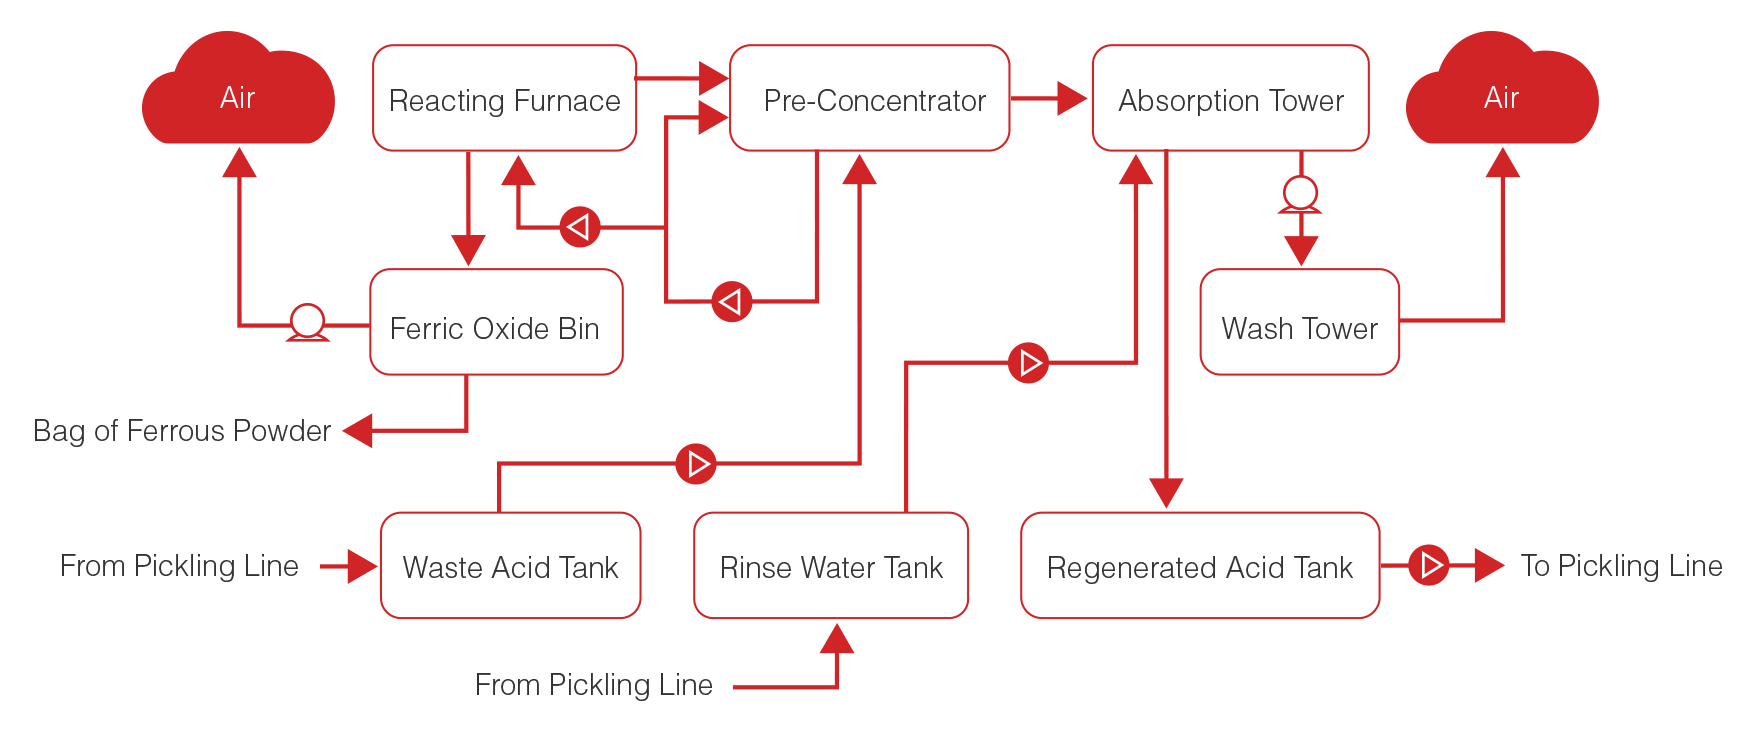 Air
Reacting Furnace
Pre-Concentrator
Absorption Tower
Air
Ferric Oxide Bin
Wash Tower
Bag of Ferrous Powder
From Pickling Line
Waste Acid Tank
Rinse Water Tank
Regenerated Acid Tank
To Pickling Line
From Pickling Line